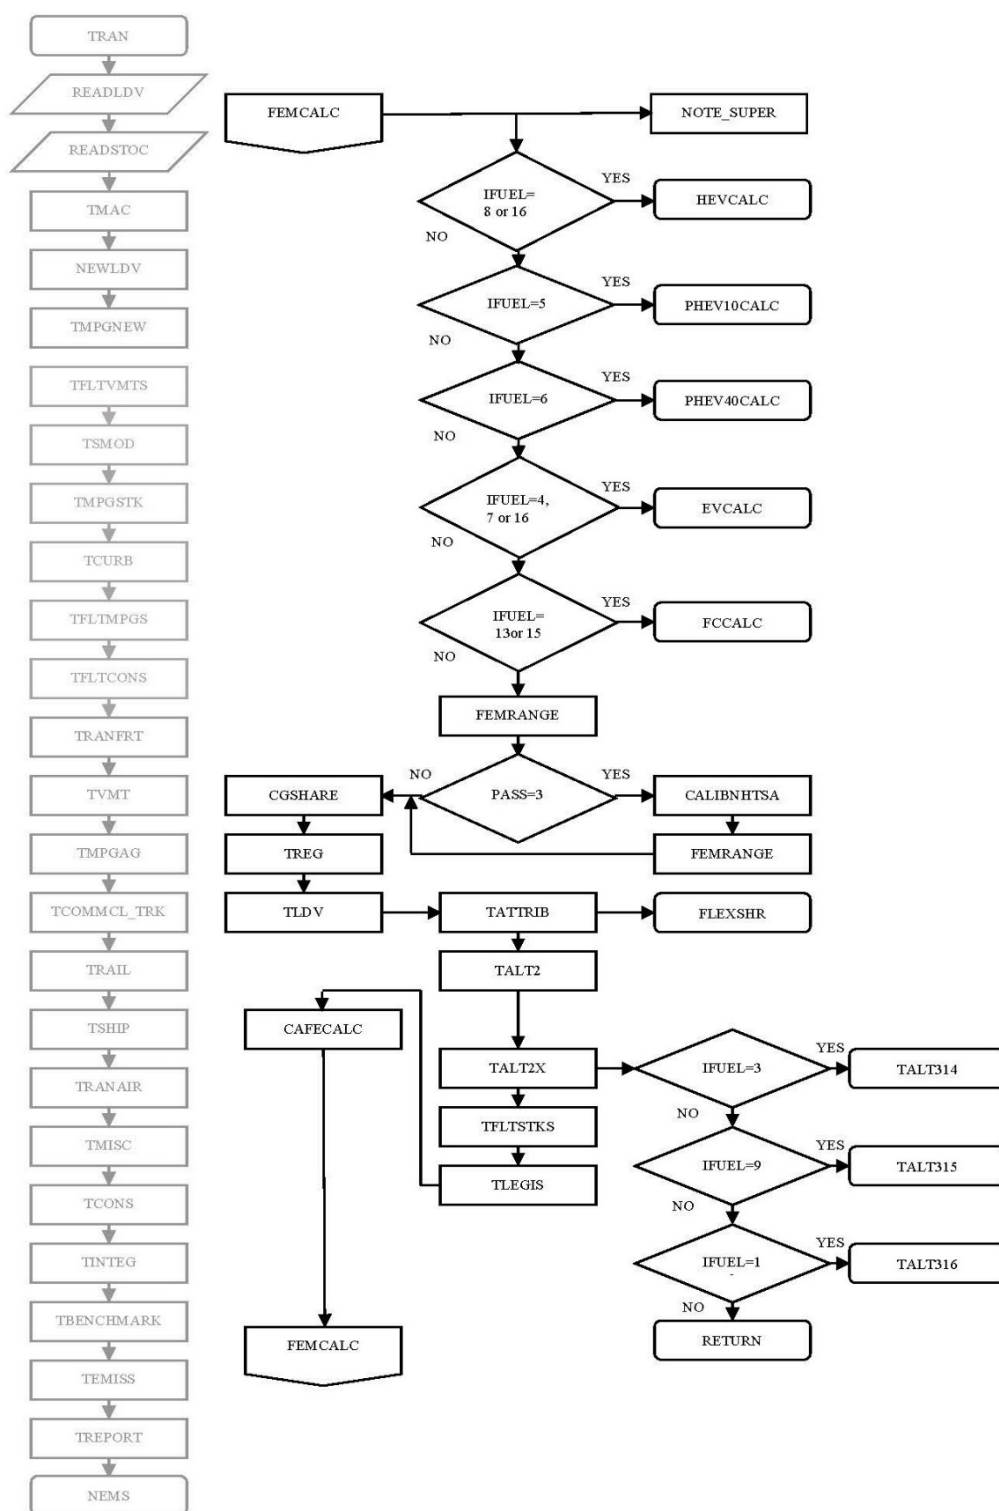 TRAN
READLDV
READSTOC
TMAC
NEWLDV
TMPGNEW
TFLTVMTS
TSMOD
TMPGSTK
TCURB
TFLTMPGS
TFLTCONS
TRANFRT
TVMT
TMPGAG
TCOMMCL_TRK
TRAIL
TSHIP
TRANAIR
TMISC
TCONS
TINTEG
TBENCHMARK
TEMISS
TREPORT
NEMS
FEMCALC
NOTE_SUPER
IFUEL=
8 or 16
YES
HEVCALC
NO
IFUEL=5
YES
PHEV10CALC
NO
IFUEL=6
YES
PHEV40CALC
NO
IFUEL=4,
7 or 16
YES
EVCALC
NO
IFUEL=
13or 15
YES
FCCALC
NO
FEMRANGE
PASS=3
NO
YES
CGSHARE
CALIBNHTSA
TREG
FEMRANGE
TLDV
TATTRIB
FLEXSHR
TALT2
CAFECALC
TALT2X
IFUEL=3
YES
TALT314
NO
TFLTSTKS
IFUEL=9
YES
TALT315
TLEGIS
NO
IFUEL=1
YES
TALT316
NO
RETURN
FEMCALC